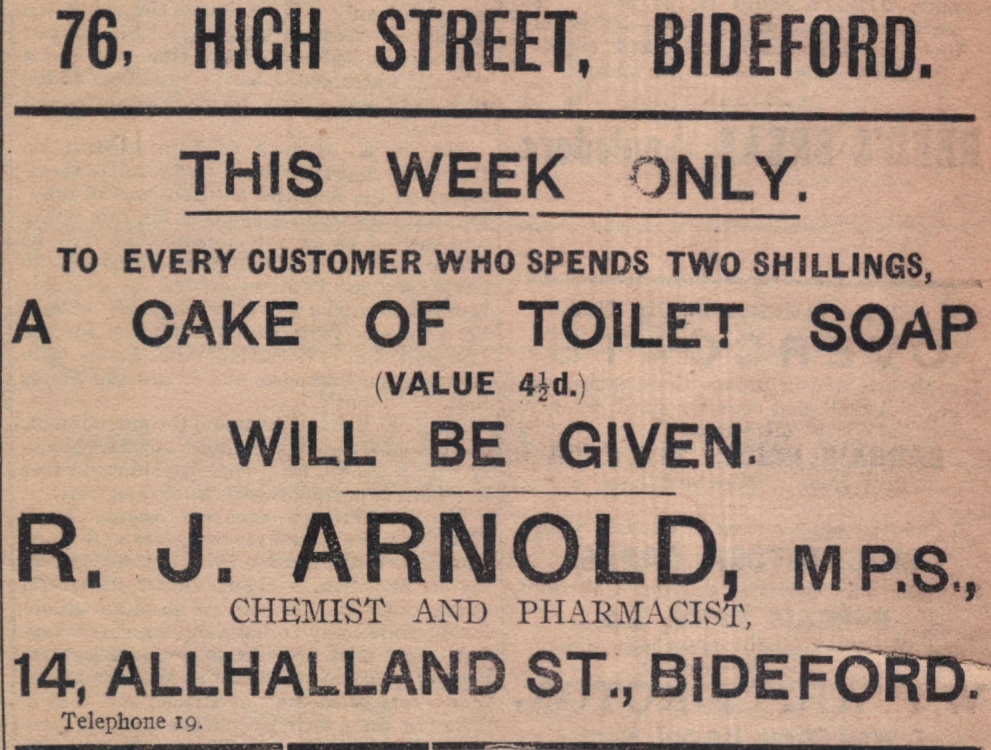 76, HIGH STREET, BIDEFORD.
THIS WEEK ONLY.
TO EVERY CUSTOMER WHO SPENDS TWO SHILLINGS,
A CAKE OF TOILET SOAP
(VALUE 4½d.)
WILL BE GIVEN.
R. J. ARNOLD, M P.S.,
CHEMIST AND PHARMACIST,
14, ALLHALLAND ST., BIDEFORD.
Telephone 19.